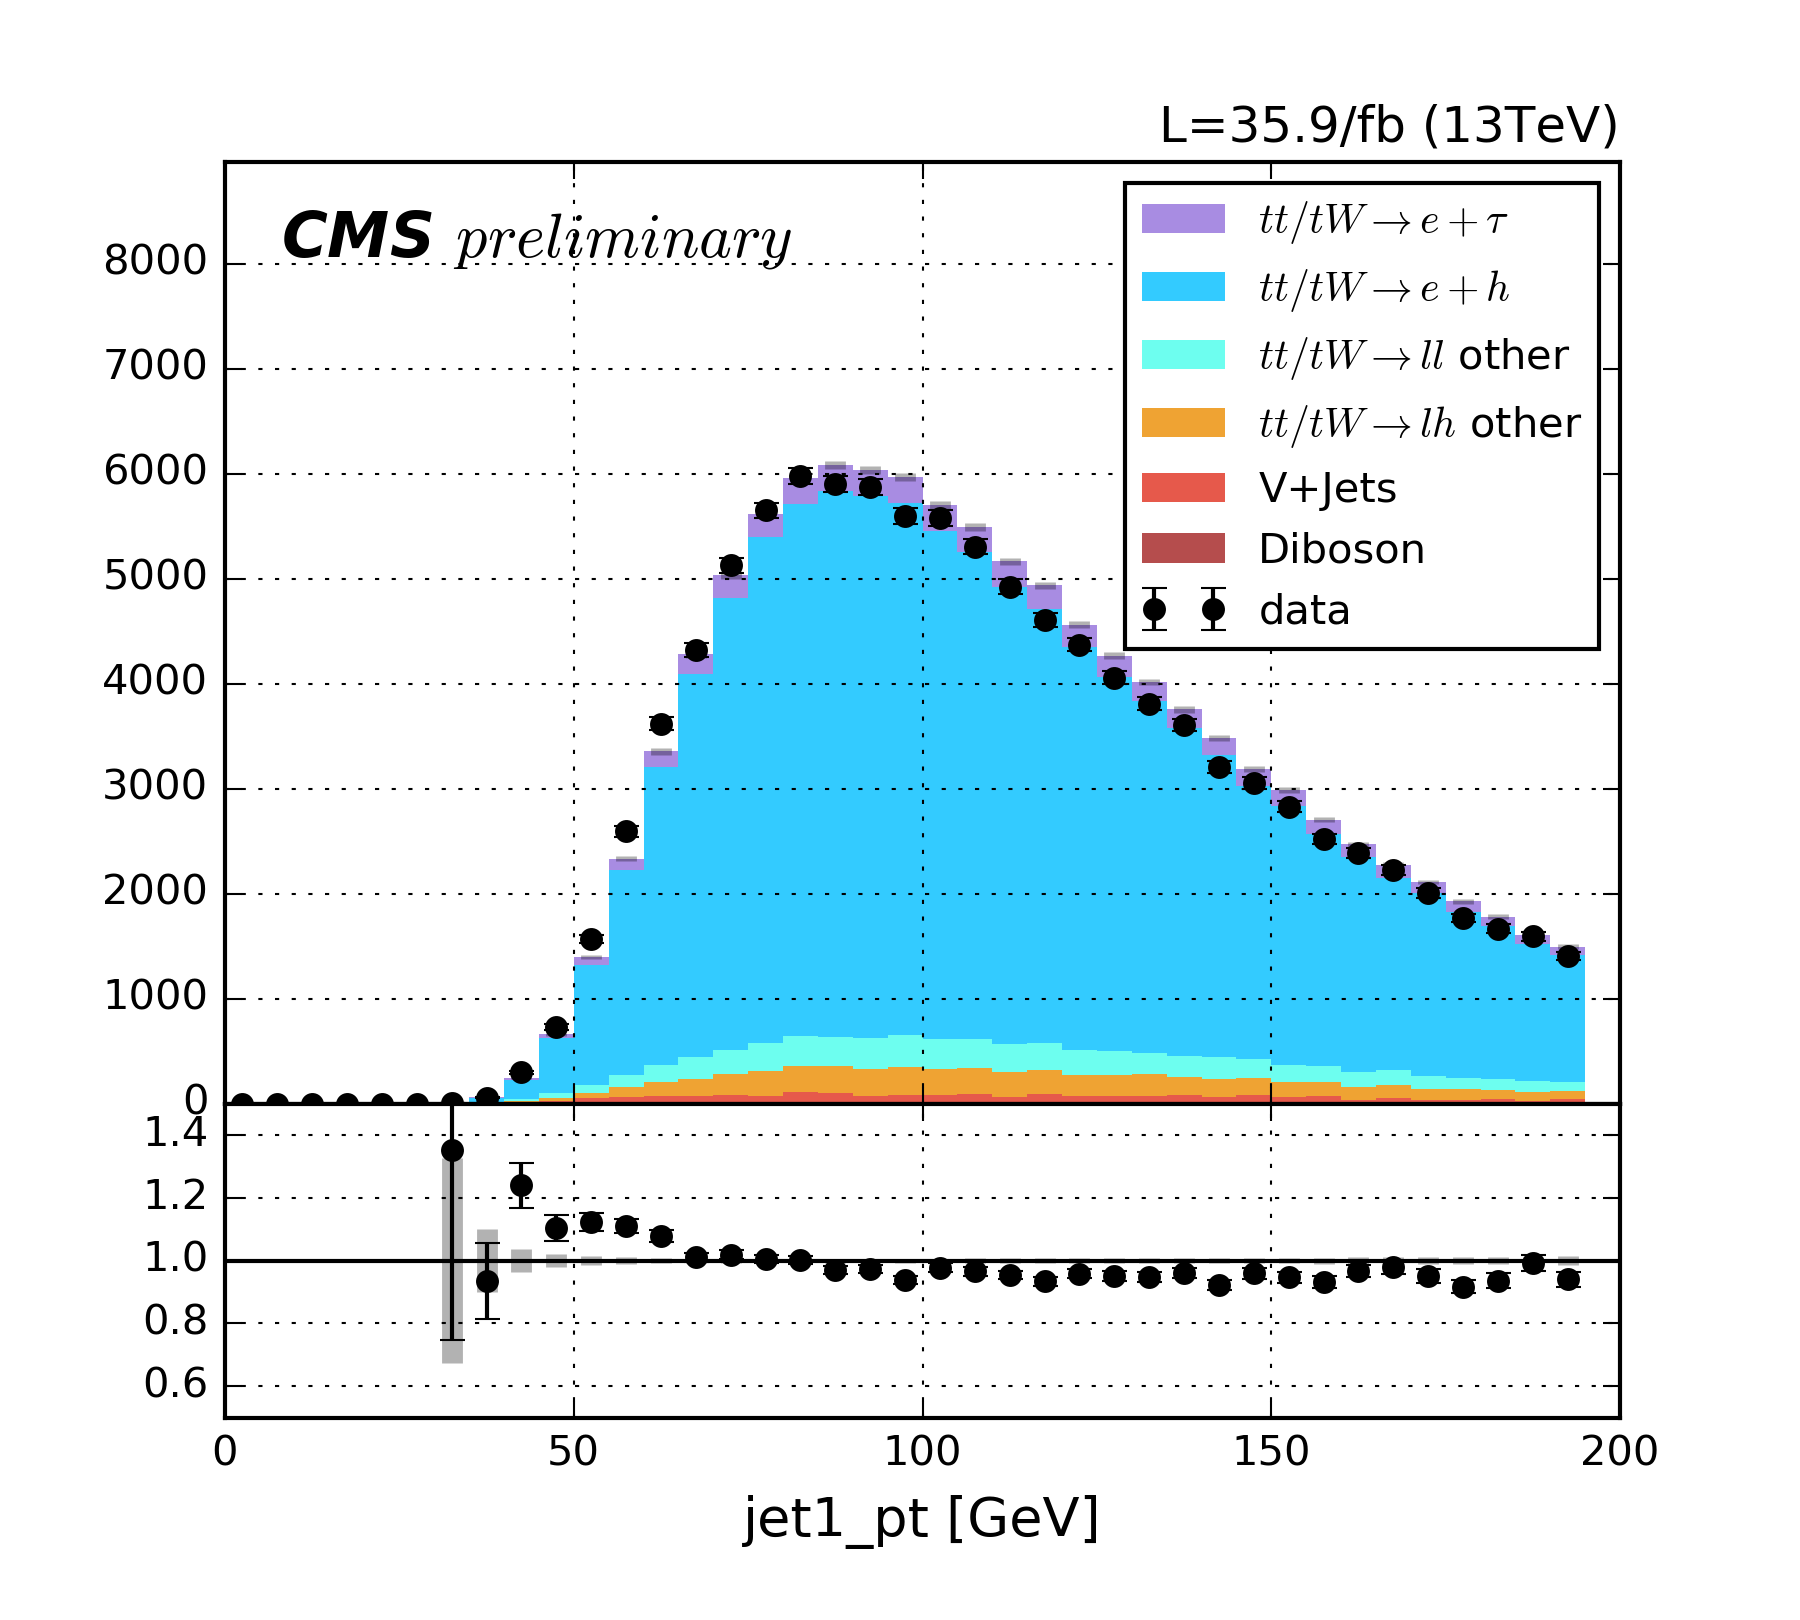 L=35.9/fb (13TeV)
CMS preliminary
tt/tW→e+τ
tt/tW→e+h
tt/tW→ll other
tt/tW→lh other
V+Jets
Diboson
data
8000
7000
6000
5000
4000
3000
2000
1000
0
1.4
1.2
1.0
0.8
0.6
0 50 100 150 200
jet1_pt [GeV]